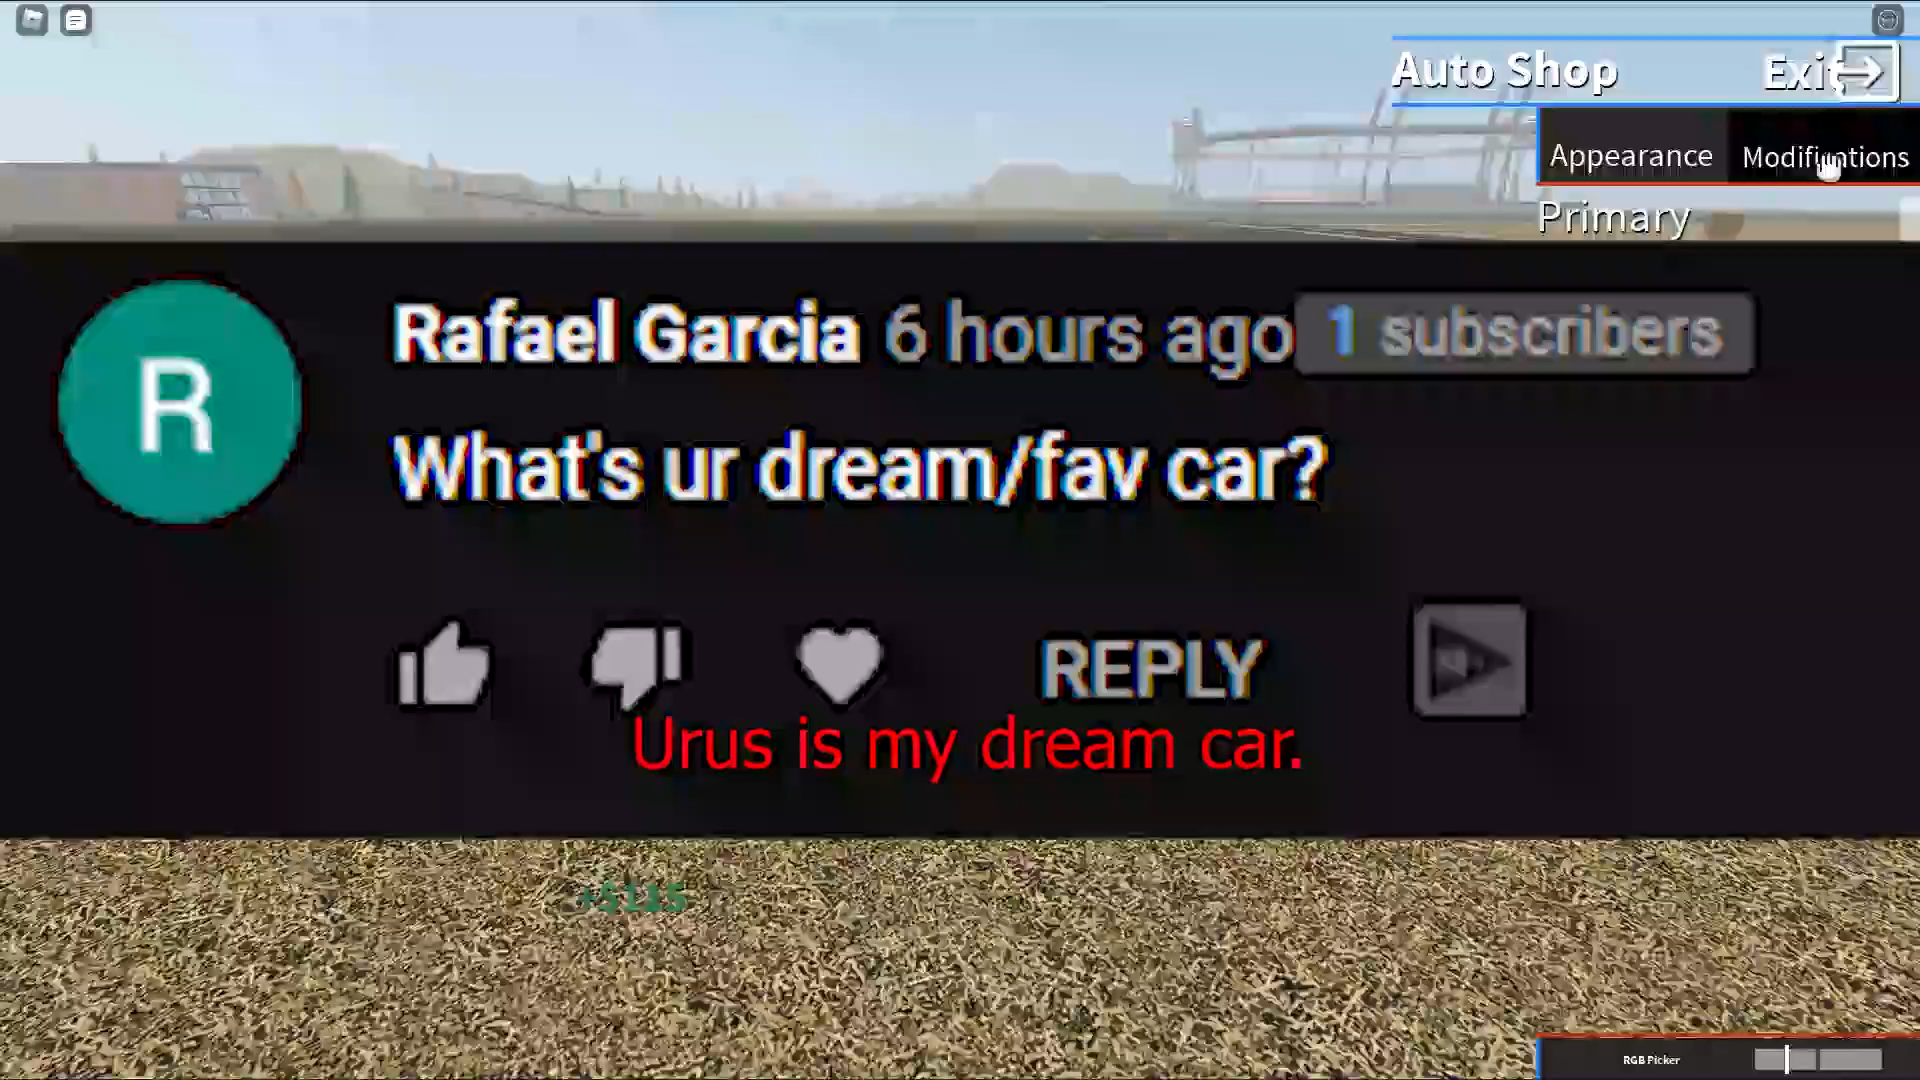 Auto Shop
Exit
Appearance
Modifications
Primary
R
Rafael Garcia 6 hours ago 1 subscribers
What's ur dream/fav car?
REPLY
Urus is my dream car.
+$115
RGB Picker